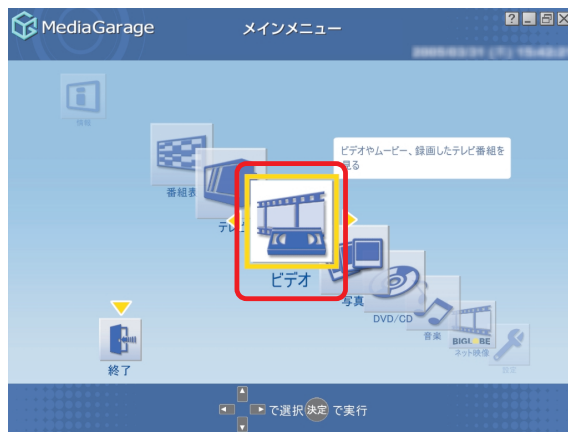 MediaGarage
メインメニュー
情報
ビデオやムービー、録画したテレビ番組を
見る
番組表
テレビ
ビデオ
写真
DVD/CD
音楽
BIGLOBE
ネット映像
設定
終了
で選択 決定 で実行